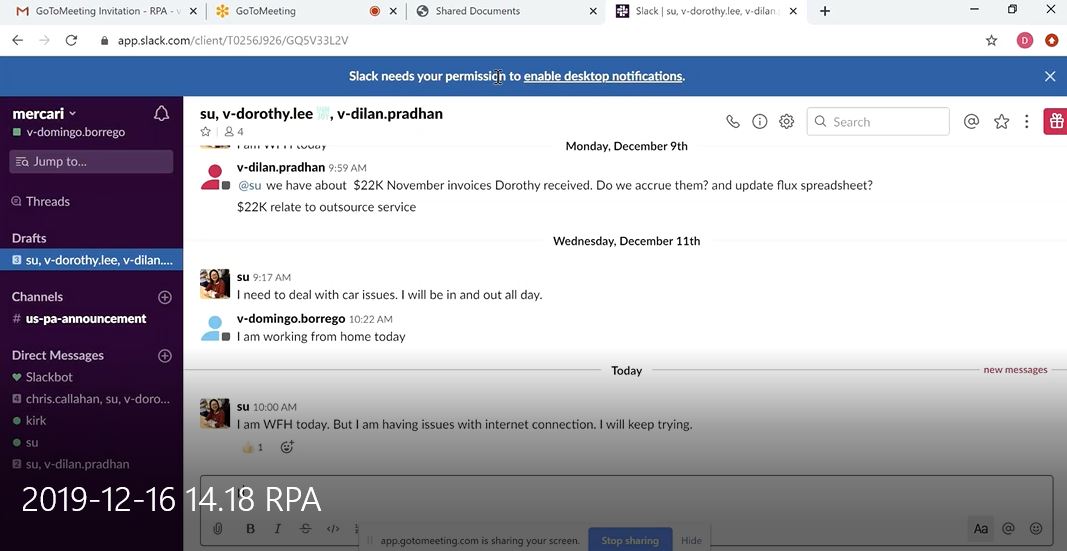 GoToMeeting Invitation - RPA -
GoToMeeting
Shared Documents
Slack | su, v-dorothy.lee, v-dilan
app.slack.com/client/T0256J926/GQ5V33L2V
D
Slack needs your permission to enable desktop notifications.
mercari
v-domingo.borrego
Jump to...
Threads
Drafts
3 su, v-dorothy.lee, v-dilan....
Channels
# us-pa-announcement
Direct Messages
Slackbot
4 chris.callahan, su, v-doro...
kirk
su
2 su, v-dilan.pradhan
su, v-dorothy.lee , v-dilan.pradhan
4
Search
I am WFH today
Monday, December 9th
v-dilan.pradhan 9:59 AM
@su we have about $22K November invoices Dorothy received. Do we accrue them? and update flux spreadsheet?
$22K relate to outsource service
Wednesday, December 11th
su 9:17 AM
I need to deal with car issues. I will be in and out all day.
v-domingo.borrego 10:22 AM
I am working from home today
Today
new messages
su 10:00 AM
I am WFH today. But I am having issues with internet connection. I will keep trying.
1
2019-12-16 14.18 RPA
B I S </>
Aa @
app.gotomeeting.com is sharing your screen.
Stop sharing
Hide